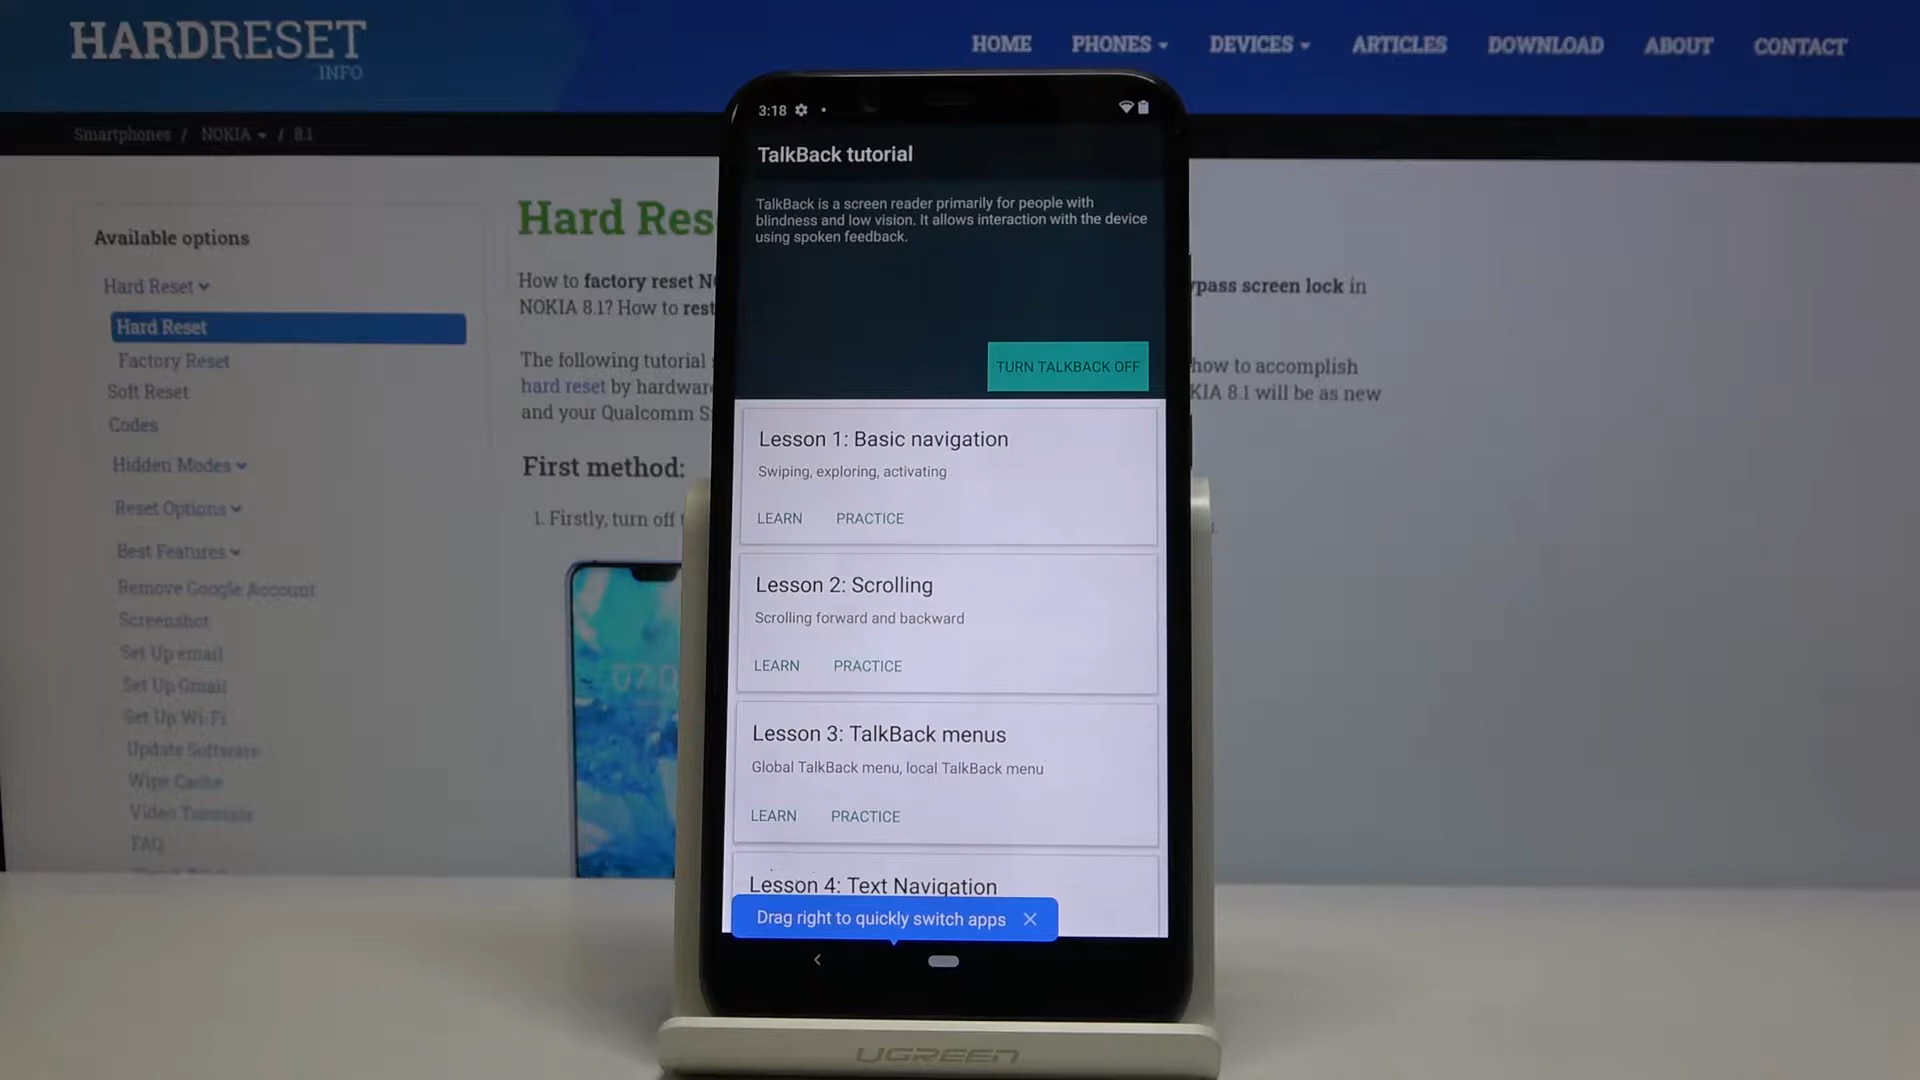 HARDRESET
.INFO
HOME PHONES DEVICES ARTICLES DOWNLOAD ABOUT CONTACT
Smartphones / NOKIA / 8.1
Available options
Hard Reset
Hard Reset
Factory Reset
Soft Reset
Codes
Hidden Modes
Reset Options
Best Features
Remove Google Account
Screenshot
Set Up email
Set Up Gmail
Set Up Wi-Fi
Update Software
Wipe Cache
Video Tutorials
FAQ
Hard Res
How to factory reset N
ypass screen lock in
NOKIA 8.1? How to rest
The following tutorial
how to accomplish
hard reset by hardware
KIA 8.1 will be as new
and your Qualcomm S
First method:
1. Firstly, turn off t
07:0
3:18
TalkBack tutorial
TalkBack is a screen reader primarily for people with
blindness and low vision. It allows interaction with the device
using spoken feedback.
TURN TALKBACK OFF
Lesson 1: Basic navigation
Swiping, exploring, activating
LEARN PRACTICE
Lesson 2: Scrolling
Scrolling forward and backward
LEARN PRACTICE
Lesson 3: TalkBack menus
Global TalkBack menu, local TalkBack menu
LEARN PRACTICE
Lesson 4: Text Navigation
Drag right to quickly switch apps
UGREEN